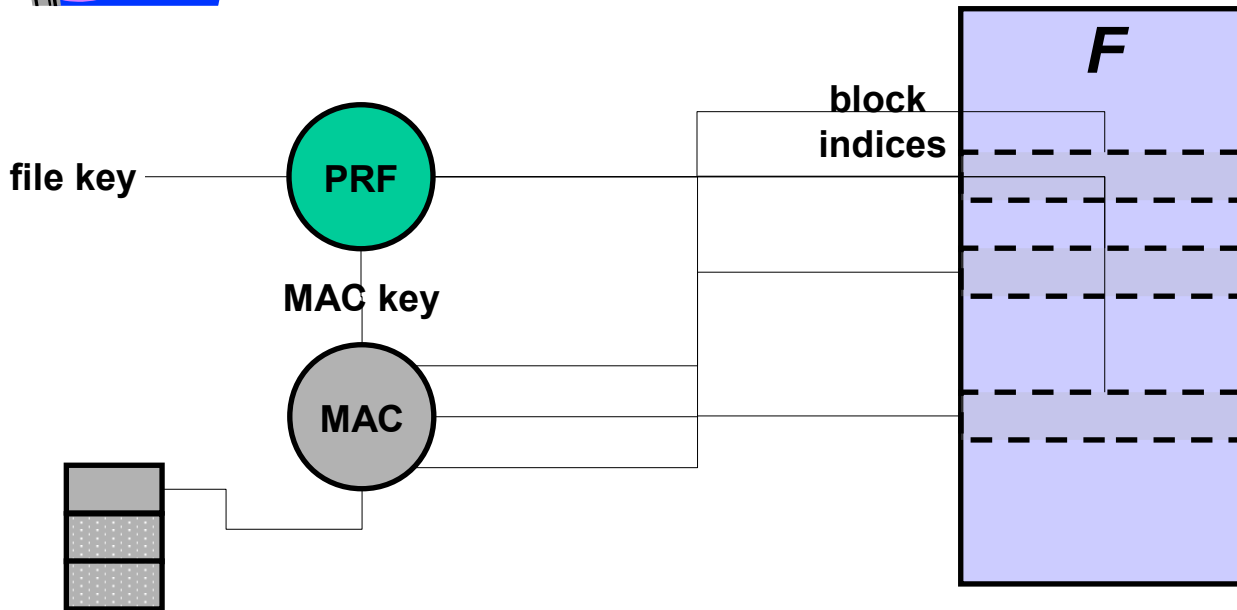 F
block
indices
file key
PRF
MAC key
MAC